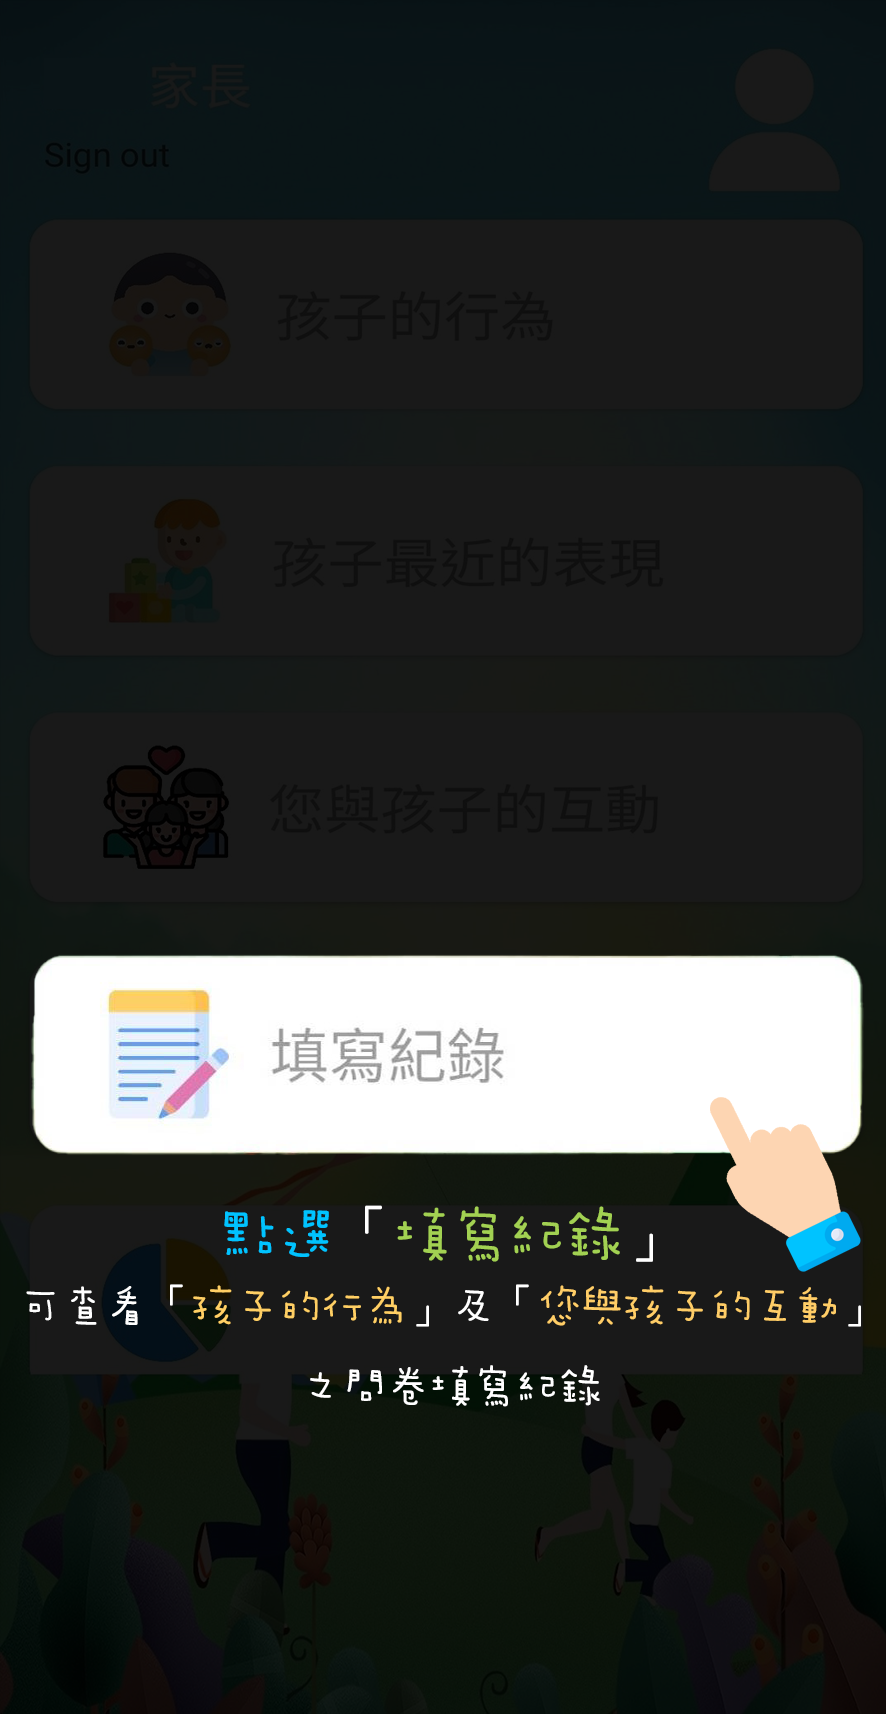 家長
Sign out
孩子的行為
孩子最近的表現
您與孩子的互動
填寫紀錄
點選「填寫紀錄」
可查看「孩子的行為」及「您與孩子的互動」
之問卷填寫紀錄